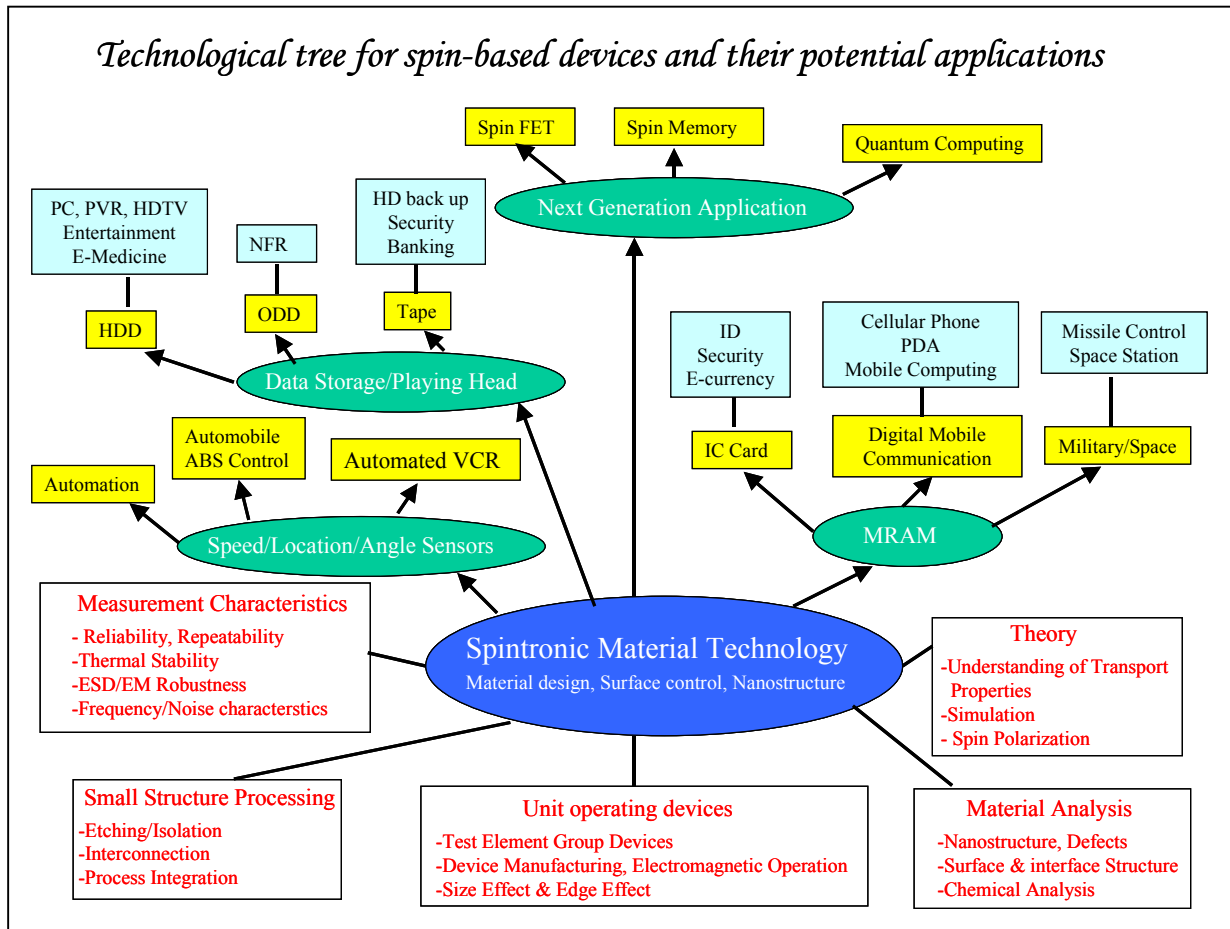 Technological tree for spin-based devices and their potential applications
Spin FET
Spin Memory
Quantum Computing
Next Generation Application
PC, PVR, HDTV
Entertainment
E-Medicine
NFR
HD back up
Security
Banking
HDD
ODD
Tape
Data Storage/Playing Head
ID
Security
E-currency
Cellular Phone
PDA
Mobile Computing
Missile Control
Space Station
IC Card
Digital Mobile
Communication
Military/Space
MRAM
Automation
Automobile
ABS Control
Automated VCR
Speed/Location/Angle Sensors
Spintronic Material Technology
Material design, Surface control, Nanostructure
Measurement Characteristics
- Reliability, Repeatability
-Thermal Stability
-ESD/EM Robustness
-Frequency/Noise characterstics
Theory
-Understanding of Transport
Properties
-Simulation
- Spin Polarization
Small Structure Processing
-Etching/Isolation
-Interconnection
-Process Integration
Unit operating devices
-Test Element Group Devices
-Device Manufacturing, Electromagnetic Operation
-Size Effect & Edge Effect
Material Analysis
-Nanostructure, Defects
-Surface & interface Structure
-Chemical Analysis